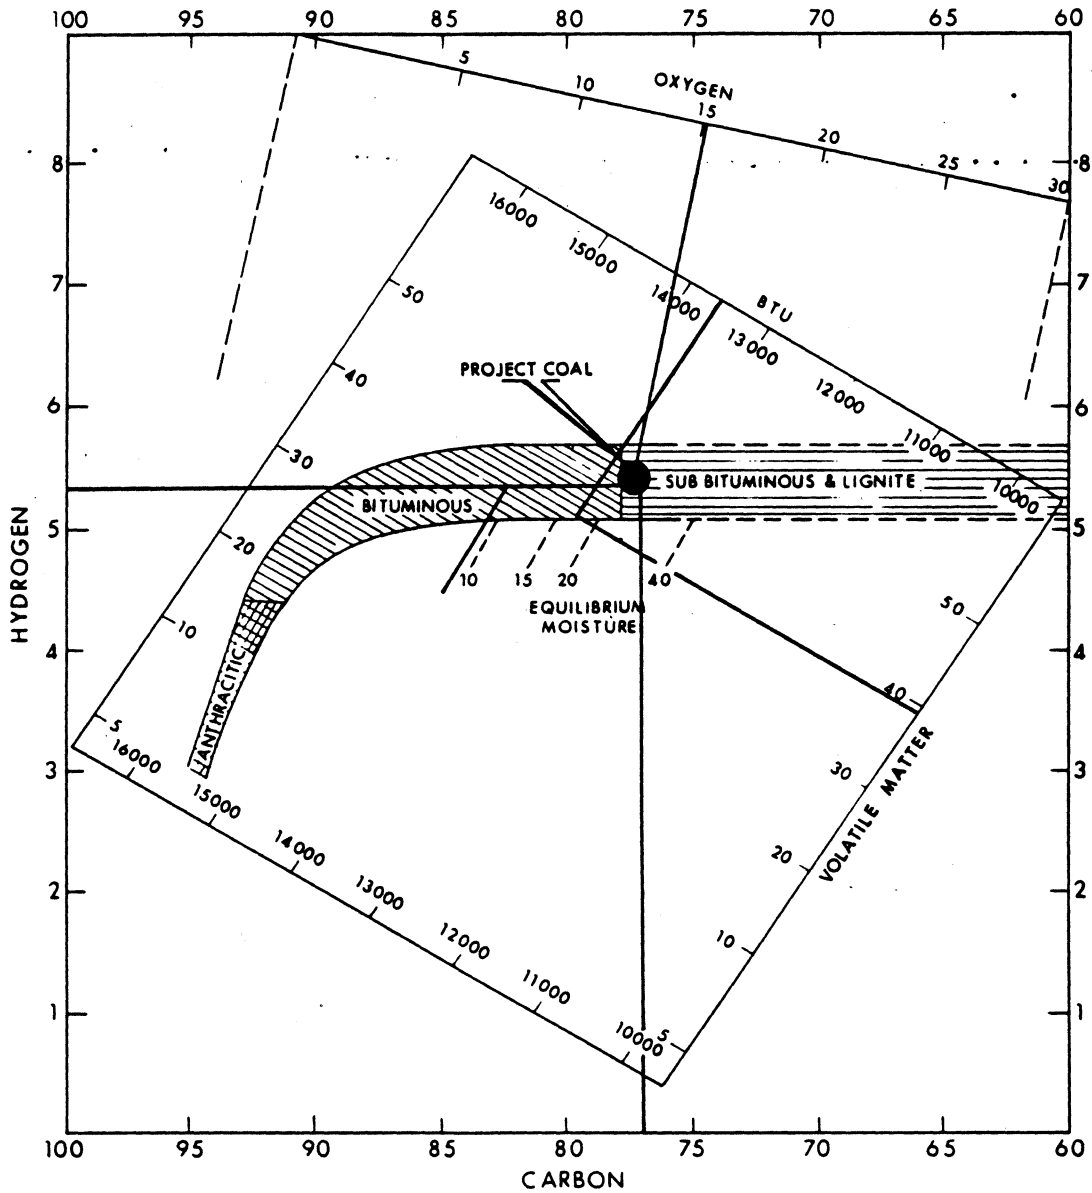 100 95 90 85 80 75 70 65 60
5
10
OXYGEN
15
20
25
30
8 8
16000
15000
14000
BTU
13000
12000
11000
10000
7 7
50
40
30
20
10
5
PROJECT COAL
6 6
SUB BITUMINOUS & LIGNITE
BITUMINOUS
5 5
HYDROGEN
10 15 20 40
EQUILIBRIUM
MOISTURE
ANTHRACITIC
4 4
50
40
30
20
10
5
VOLATILE MATTER
3 3
16000
15000
14000
13000
12000
11000
10000
2 2
1 1
100 95 90 85 80 75 70 65 60
CARBON